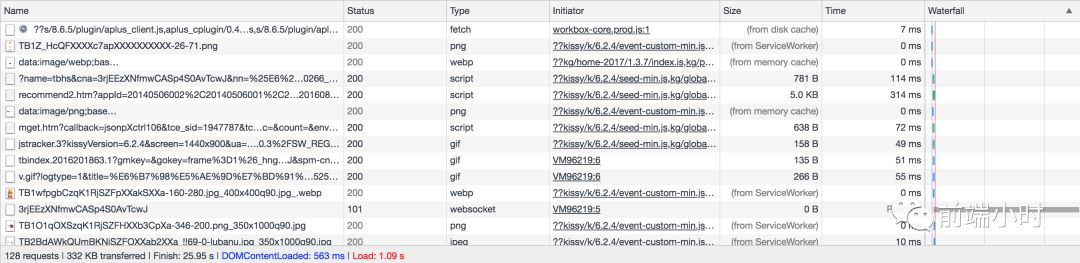 Name Status Type Initiator Size Time Waterfall
??s/8.6.5/plugin/aplus_client.js,aplus_cplugin/0.4...s,s/8.6.5/plugin/apl... 200 fetch workbox-core.prod.js:1 (from disk cache) 7 ms
TB1Z_HcQFXXXXc7apXXXXXXXXXX-26-71.png 200 png ??kissy/k/6.2.4/event-custom-min.js... (from ServiceWorker) 0 ms
data:image/webp;bas... 200 webp ??kg/home-2017/1.3.7/index.js,kg/p... (from memory cache) 0 ms
?name=tbhs&cna=3rjEEzXNfmwCASp4S0AvTcwJ&nn=%25E6%2...0266_... 200 script ??kissy/k/6.2.4/seed-min.js,kg/globa... 781 B 114 ms
recommend2.htm?appId=20140506002%2C20140506001%2C2...201608... 200 script ??kissy/k/6.2.4/seed-min.js,kg/globa... 5.0 KB 314 ms
data:image/png;base... 200 png ??kissy/k/6.2.4/event-custom-min.js... (from memory cache) 0 ms
mget.htm?callback=jsonpXctrl106&tce_sid=1947787&tc...c=&count=&env... 200 script ??kissy/k/6.2.4/seed-min.js,kg/globa... 638 B 72 ms
jstracker.3?kissyVersion=6.2.4&screen=1440x900&ua=....0.3%2FSW_REG... 200 gif ??kissy/k/6.2.4/seed-min.js,kg/globa... 158 B 49 ms
tbindex.2016201863.1?gmkey=&gokey=frame%3D1%26_hng...J&spm-cn... 200 gif VM96219:6 135 B 51 ms
v.gif?logtype=1&title=%E6%B7%98%E5%AE%9D%E7%BD%91%...525... 200 gif VM96219:6 266 B 55 ms
TB1wfpgbCzqK1RjSZFpXXakSXXa-160-280.jpg_400x400q90.jpg_.webp 200 webp ??kissy/k/6.2.4/event-custom-min.js... (from ServiceWorker) 0 ms
3rjEEzXNfmwCASp4S0AvTcwJ 101 websocket VM96219:5 0 B
TB1O1qOXSzqK1RjSZFHXXb3CpXa-346-200.png_350x1000q90.jpg 200 png ??kissy/k/6.2.4/event-custom-min.js... (from ServiceWorker) 0 ms
TB2BdAWkQUmBKNjSZFOXXab2XXa_!!69-0-lubanu.jpg_350x1000q90.jpg 200 jpeg ??kissy/k/6.2.4/event-custom-min.js... (from ServiceWorker) 10 ms
前端小时
128 requests | 332 KB transferred | Finish: 25.95 s | DOMContentLoaded: 563 ms | Load: 1.09 s